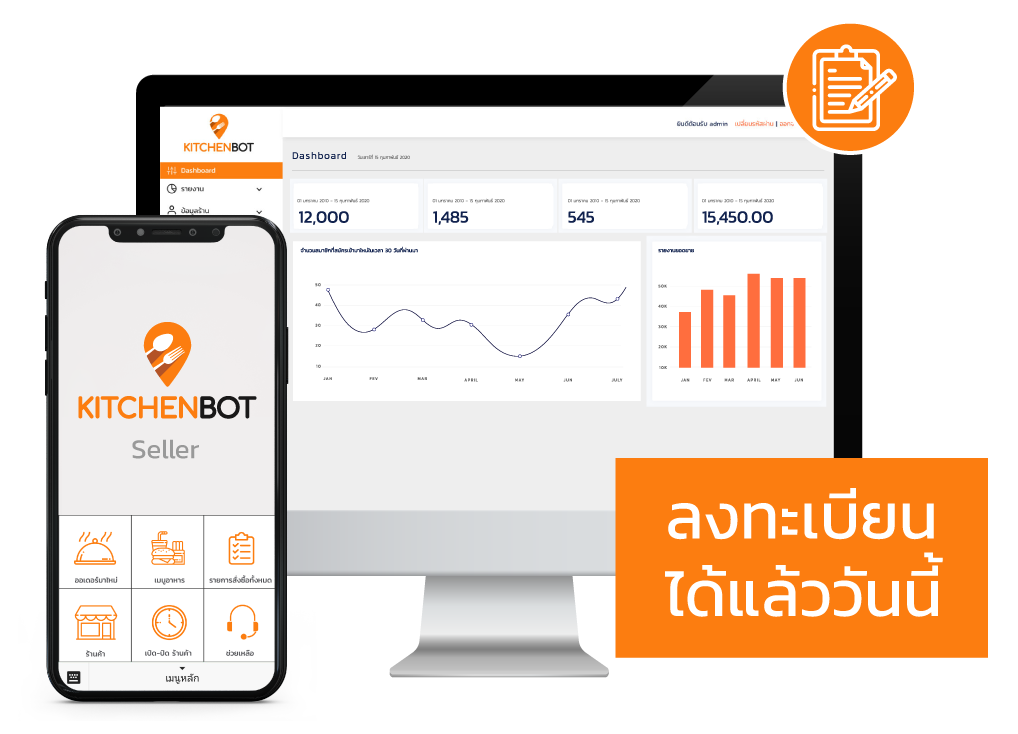 KITCHENBOT
ยินดีต้อนรับ admin เปลี่ยนรหัสผ่าน |
Dashboard
Dashboard
วันเสาร์ที่ 15 กุมภาพันธ์ 2020
รายงาน
ข้อมูลร้าน
01 มกราคม 2010 - 15 กุมภาพันธ์ 2020
12,000
01 มกราคม 2010 - 15 กุมภาพันธ์ 2020
1,485
01 มกราคม 2010 - 15 กุมภาพันธ์ 2020
545
01 มกราคม 2010 - 15 กุมภาพันธ์ 2020
15,450.00
จำนวนสมาชิกที่สมัครเข้ามาใหม่ในเวลา 30 วันที่ผ่านมา
50
40
30
20
10
JAN FEV MAR APRIL MAY JUN JULY
รายงานยอดขาย
50K
40K
30K
20K
10K
JAN FEV MAR APRIL MAY JUN
KITCHENBOT
Seller
ออเดอร์มาใหม่ เมนูอาหาร รายการสั่งซื้อทั้งหมด
ร้านค้า เปิด-ปิด ร้านค้า ช่วยเหลือ
เมนูหลัก
ลงทะเบียน
ได้แล้ววันนี้